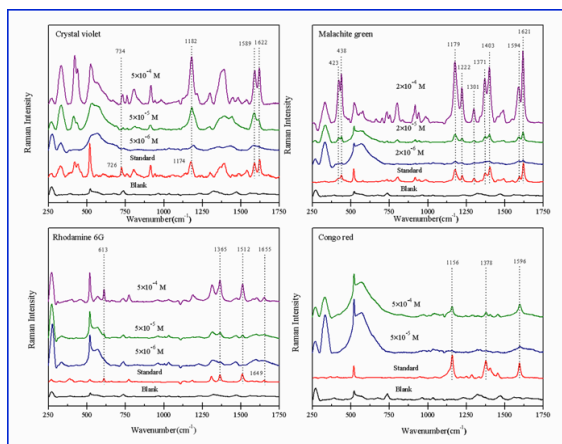 Crystal violet
734
1182
1589
1622
5×10⁻⁴ M
5×10⁻⁵ M
5×10⁻⁶ M
Standard
726
1174
Blank
Raman Intensity
250 500 750 1000 1250 1500 1750
Wavenumber(cm⁻¹)
Malachite green
438
423
1179
1222
1301
1371
1403
1594
1621
2×10⁻⁴ M
2×10⁻⁵ M
2×10⁻⁶ M
Standard
Blank
Raman Intensity
250 500 750 1000 1250 1500 1750
Wavenumber(cm⁻¹)
Rhodamine 6G
613
1365
1512
1655
5×10⁻⁴ M
5×10⁻⁵ M
5×10⁻⁶ M
Standard
1649
Blank
Raman Intensity
250 500 750 1000 1250 1500 1750
Wavenumber(cm⁻¹)
Congo red
1156
1378
1596
5×10⁻⁴ M
5×10⁻⁵ M
Standard
Blank
Raman Intensity
250 500 750 1000 1250 1500 1750
Wavenumber(cm⁻¹)